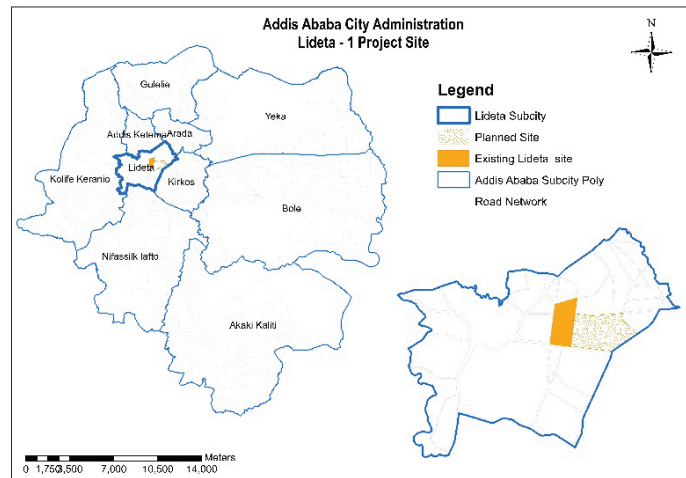 Addis Ababa City Administration
Lideta - 1 Project Site
N
Gulelie
Yeka
Addis Ketema
Arada
Lideta
Kolife Keranio
Kirkos
Bole
Nifassilk lafto
Akaki Kaliti
Legend
Lideta Subcity
Planned Site
Existing Lideta site
Addis Ababa Subcity Poly
Road Network
Meters
0 1,750 3,500 7,000 10,500 14,000